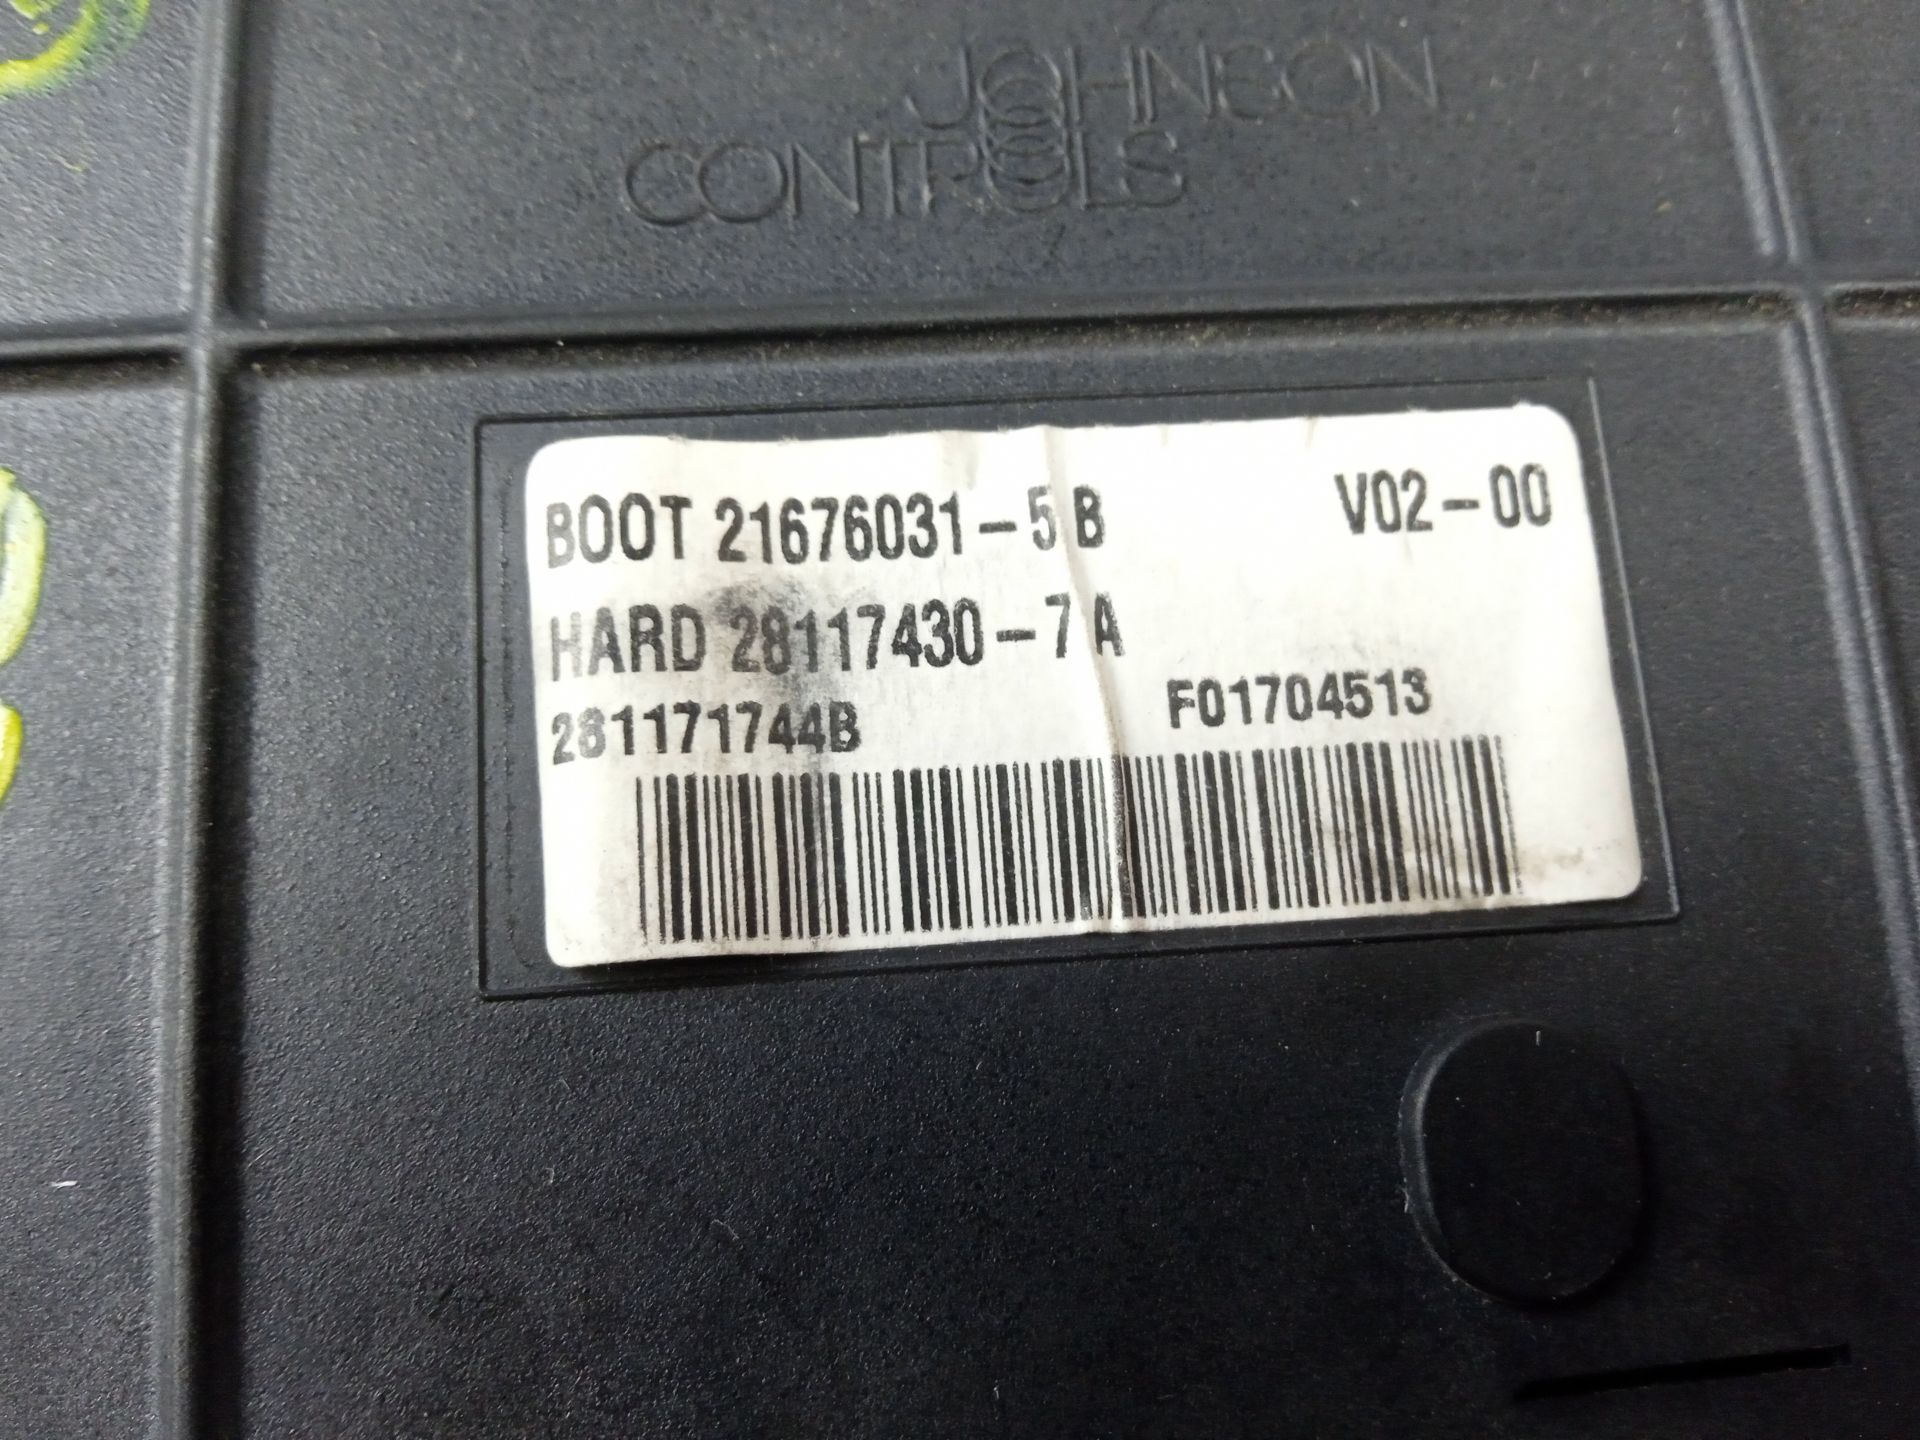 JOHNSON
CONTROLS
BOOT 21676031-5 B V02-00
HARD 28117430-7 A
281171744B F01704513